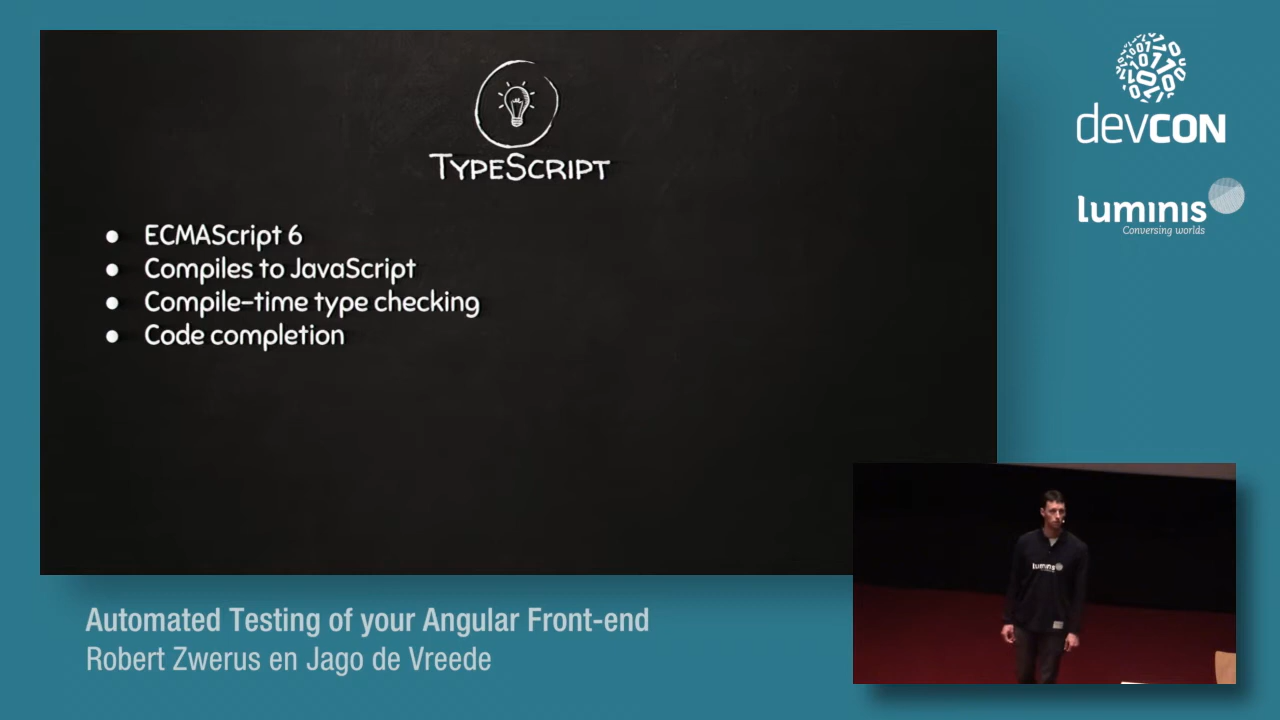 TypeScript
ECMAScript 6
Compiles to JavaScript
Compile-time type checking
Code completion
Automated Testing of your Angular Front-end
Robert Zwerus en Jago de Vreede
devCON
luminis
Conversing worlds
luminis